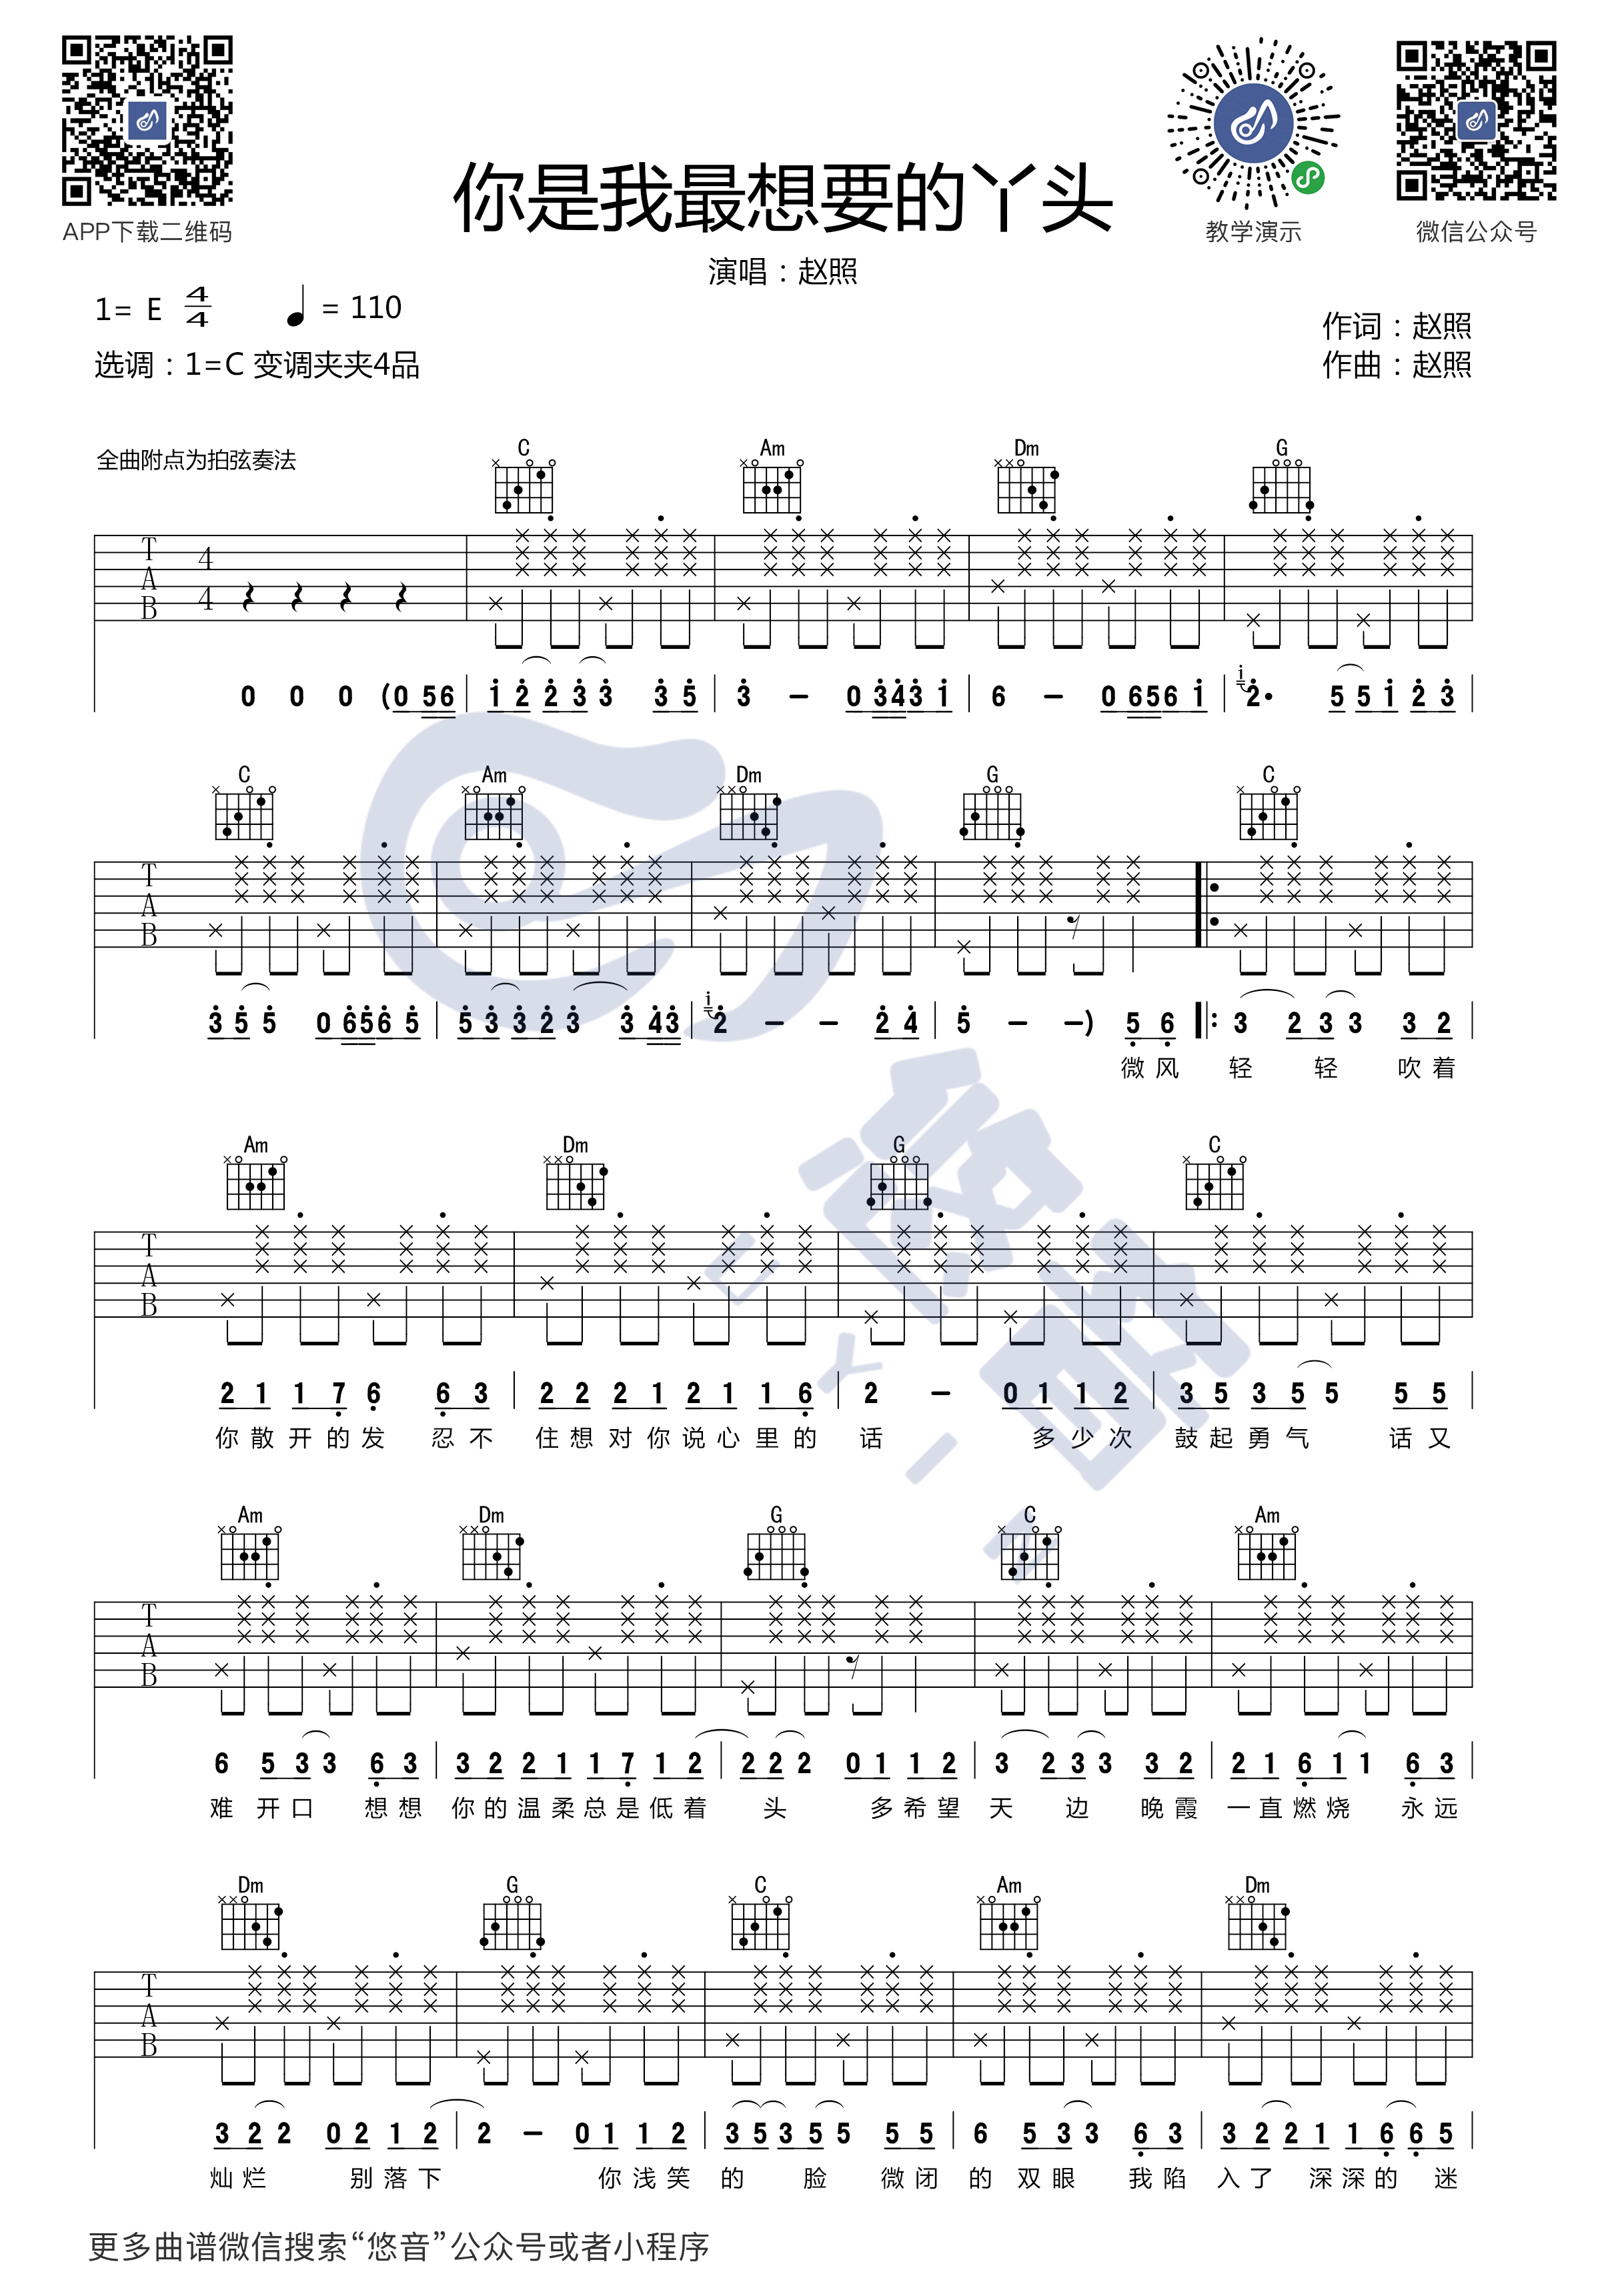 APP下载二维码
教学演示
微信公众号
你是我最想要的丫头
演唱：赵照
1= E 4/4 ♩ = 110
作词：赵照
选调：1=C 变调夹夹4品
作曲：赵照
全曲附点为拍弦奏法
C Am Dm G
T A B 4 4
0 0 0 (0 5 6 1 2 2 3 3 3 5 3 – 0 3 4 3 1 6 – 0 6 5 6 1 i 2· 5 5 1 2 3
C Am Dm G C
T A B
3 5 5 0 6 5 6 5 5 3 3 2 3 3 4 3 i 2 – – 2 4 5 – –) 5 6 3 2 3 3 3 2
微风 轻 轻 吹着
Am Dm G C
T A B
2 1 1 7 6 6 3 2 2 2 1 2 1 1 6 2 – 0 1 1 2 3 5 3 5 5 5 5
你散开的发 忍不 住想对你说心里的 话 多少次 鼓起勇气 话又
Am Dm G C Am
T A B
6 5 3 3 6 3 3 2 2 1 1 7 1 2 2 2 2 0 1 1 2 3 2 3 3 3 2 2 1 6 1 1 6 3
难 开口 想想 你的温柔总是低着 头 多希望 天 边 晚霞 一直燃烧 永远
Dm G C Am Dm
T A B
3 2 2 0 2 1 2 2 – 0 1 1 2 3 5 3 5 5 5 5 6 5 3 3 6 3 3 2 2 1 1 6 6 5
灿烂 别落下 你浅笑 的 脸 微闭 的 双眼 我陷 入了 深深的 迷
悠音
UYIN
更多曲谱微信搜索“悠音”公众号或者小程序